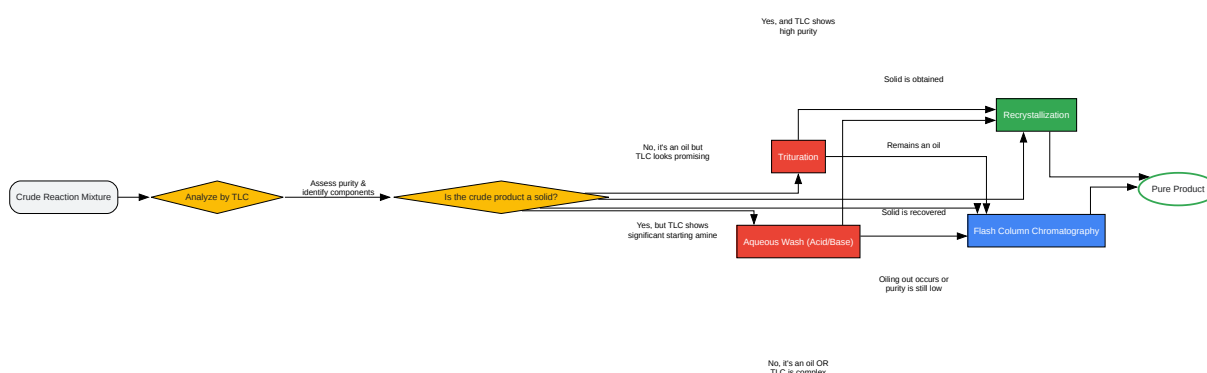 Yes, and TLC shows
high purity
Solid is obtained
Recrystallization
No, it's an oil but
TLC looks promising
Trituration
Remains an oil
Crude Reaction Mixture
Analyze by TLC
Assess purity &
identify components
Is the crude product a solid?
Pure Product
Solid is recovered
Yes, but TLC shows
significant starting amine
Aqueous Wash (Acid/Base)
Flash Column Chromatography
Oiling out occurs or
purity is still low
No, it's an oil OR
TLC is complex